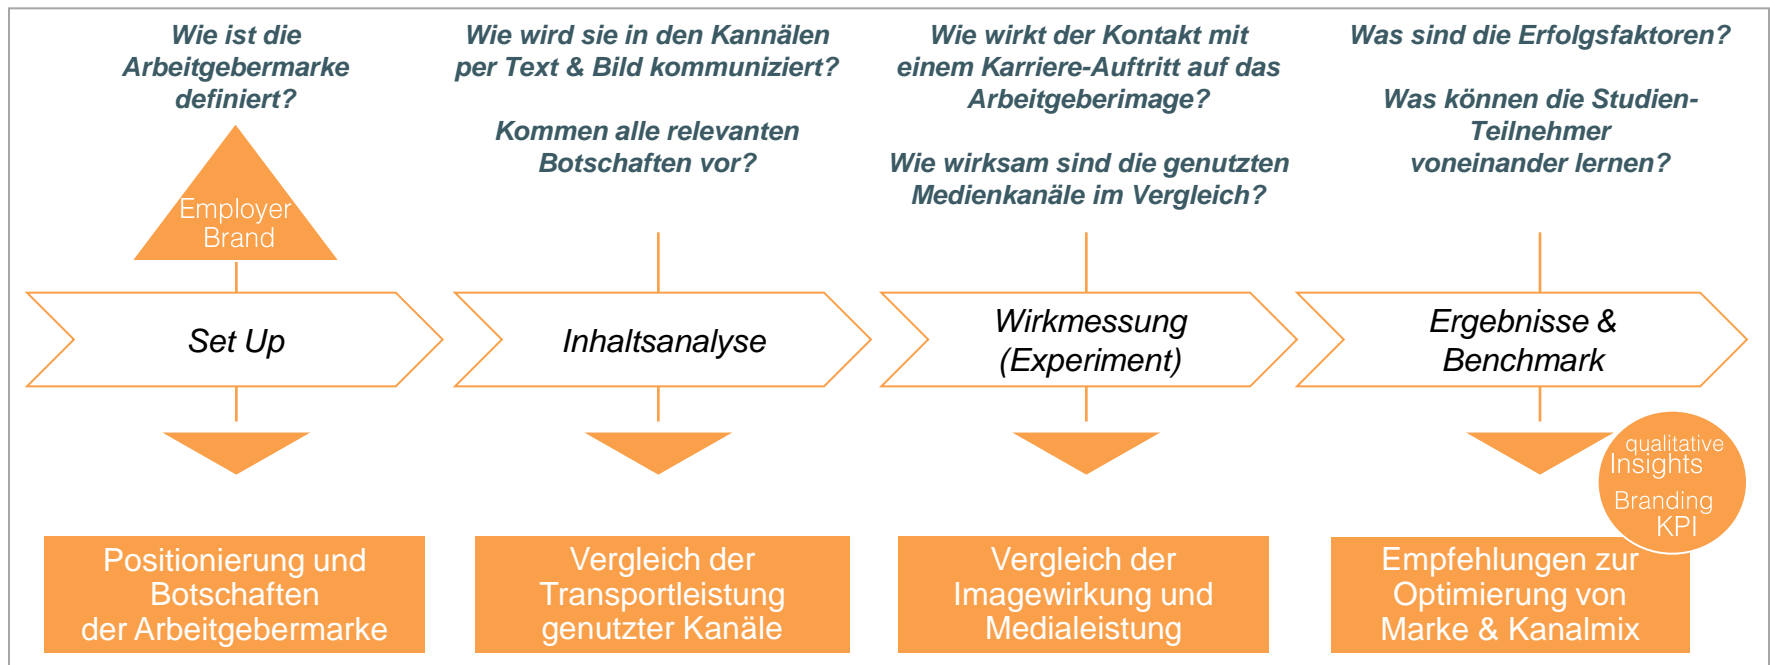 Wie ist die
Arbeitgebermarke
definiert?
Wie wird sie in den Kannälen
per Text & Bild kommuniziert?
Kommen alle relevanten
Botschaften vor?
Wie wirkt der Kontakt mit
einem Karriere-Auftritt auf das
Arbeitgeberimage?
Wie wirksam sind die genutzten
Medienkanäle im Vergleich?
Was sind die Erfolgsfaktoren?
Was können die Studien-
Teilnehmer
voneinander lernen?
Employer
Brand
Set Up
Inhaltsanalyse
Wirkmessung
(Experiment)
Ergebnisse &
Benchmark
qualitative
Insights
Branding
KPI
Positionierung und
Botschaften
der Arbeitgebermarke
Vergleich der
Transportleistung
genutzter Kanäle
Vergleich der
Imagewirkung und
Medialeistung
Empfehlungen zur
Optimierung von
Marke & Kanalmix